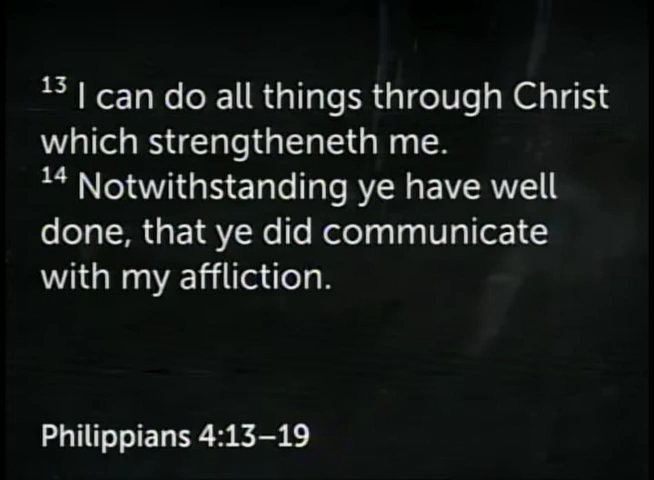 ¹³ I can do all things through Christ
which strengtheneth me.
¹⁴ Notwithstanding ye have well
done, that ye did communicate
with my affliction.
Philippians 4:13–19